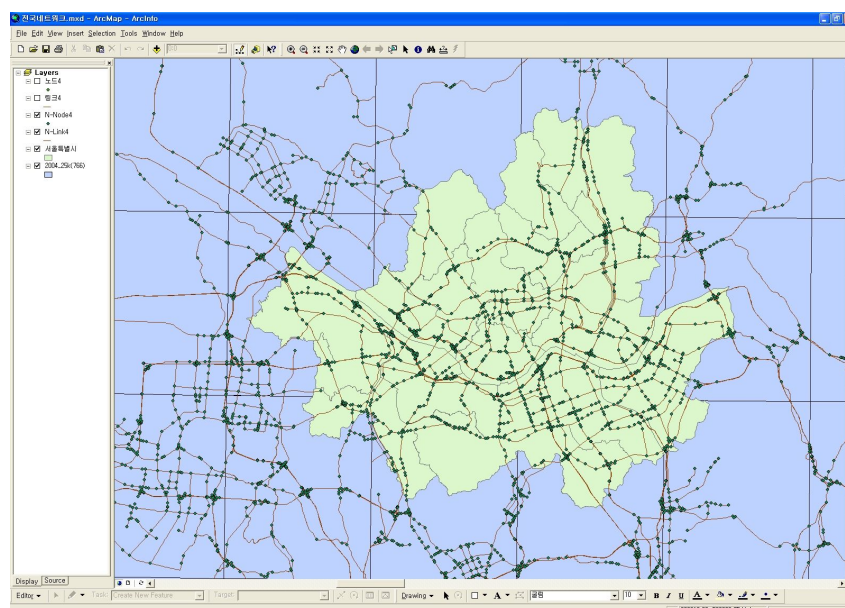 전국네트워크.mxd - ArcMap - ArcInfo
File Edit View Insert Selection Tools Window Help
Layers
노드4
링크4
N-Node4
N-Link4
서울특별시
2004_25k(766)
Display Source
Editor Task: Create New Feature Target: Drawing A 굴림 10 B I U A